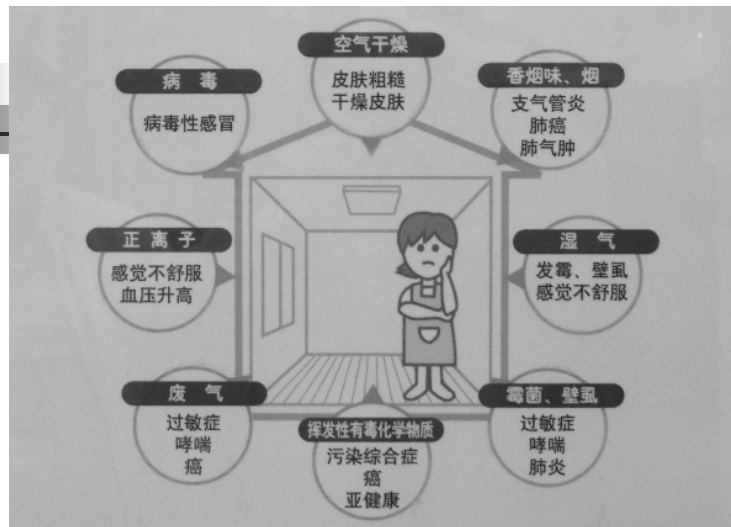 空气干燥
皮肤粗糙
干燥皮肤
病毒
病毒性感冒
香烟味、烟
支气管炎
肺癌
肺气肿
正离子
感觉不舒服
血压升高
湿气
发霉、壁虱
感觉不舒服
废气
过敏症
哮喘
癌
挥发性有毒化学物质
污染综合症
癌
亚健康
霉菌、壁虱
过敏症
哮喘
肺炎